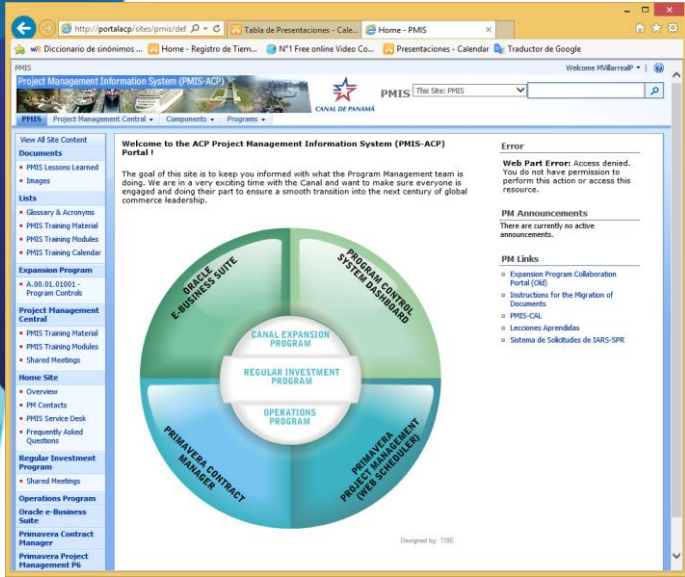 http://portalacp/sites/pmis/def
Tabla de Presentaciones - Cale...
Home - PMIS
Diccionario de sinónimos ...
Home - Registro de Tiem...
N°1 Free online Video Co...
Presentaciones - Calendar
Traductor de Google
PMIS
Welcome MVillarrealP
Project Management Information System (PMIS-ACP)
CANAL DE PANAMÁ
PMIS
This Site: PMIS
PMIS
Project Management Central
Components
Programs
View All Site Content
Documents
PMIS Lessons Learned
Images
Lists
Glossary & Acronyms
PMIS Training Material
PMIS Training Modules
PMIS Training Calendar
Expansion Program
A.00.01.01001 -
Program Controls
Project Management
Central
PMIS Training Material
PMIS Training Modules
Shared Meetings
Home Site
Overview
PM Contacts
PMIS Service Desk
Frequently Asked
Questions
Regular Investment
Program
Shared Meetings
Operations Program
Oracle e-Business
Suite
Primavera Contract
Manager
Primavera Project
Management P6
Welcome to the ACP Project Management Information System (PMIS-ACP)
Portal !
The goal of this site is to keep you informed with what the Program Management team is
doing. We are in a very exciting time with the Canal and want to make sure everyone is
engaged and doing their part to ensure a smooth transition into the next century of global
commerce leadership.
ORACLE
E-BUSINESS SUITE
PROGRAM CONTROL
SYSTEM DASHBOARD
CANAL EXPANSION
PROGRAM
REGULAR INVESTMENT
PROGRAM
OPERATIONS
PROGRAM
PRIMAVERA CONTRACT
MANAGER
PRIMAVERA
PROJECT MANAGEMENT
(WEB SCHEDULER)
Designed by: TISE
Error
Web Part Error: Access denied.
You do not have permission to
perform this action or access this
resource.
PM Announcements
There are currently no active
announcements.
PM Links
Expansion Program Collaboration
Portal (Old)
Instructions for the Migration of
Documents
PMIS-CAL
Lecciones Aprendidas
Sistema de Solicitudes de IARS-SPR